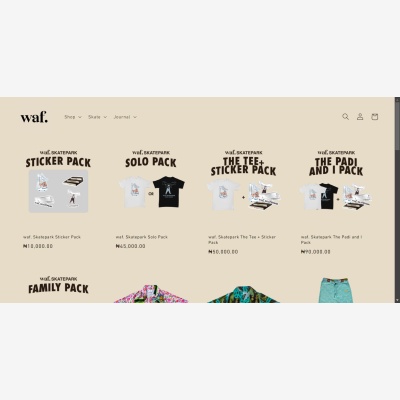 waf.
Shop Skate Journal
waf. SKATEPARK
STICKER PACK
waf. SKATEPARK
SOLO PACK
OR
waf. SKATEPARK
THE TEE+
STICKER PACK
+
waf. SKATEPARK
THE PADI
AND I PACK
+
waf. Skatepark Sticker Pack
₦10,000.00
waf. Skatepark Solo Pack
₦45,000.00
waf. Skatepark The Tee + Sticker
Pack
₦50,000.00
waf. Skatepark The Padi and I
Pack
₦90,000.00
waf. SKATEPARK
FAMILY PACK